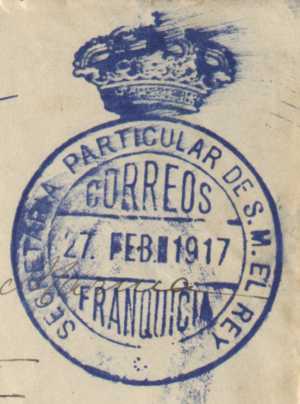 SECRETARIA PARTICULAR DE S. M. EL REY
CORREOS
27. FEB. 1917
FRANQUICIA